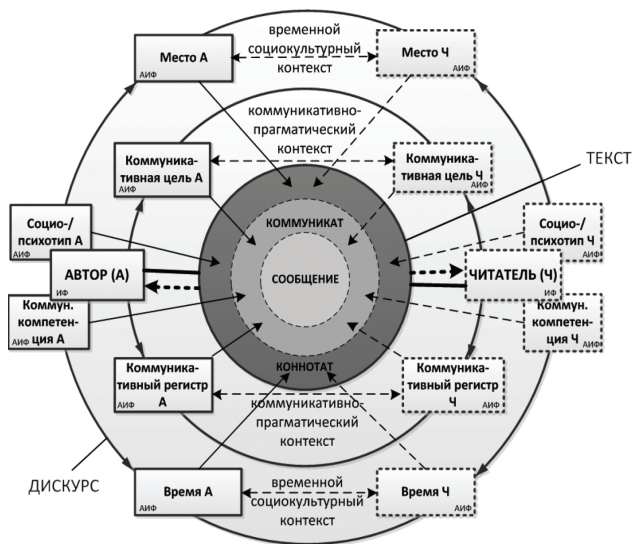 временной
социокультурный
контекст
Место А
АИФ
Место Ч
АИФ
коммуникативно-
прагматический
контекст
Коммуника-
тивная цель А
АИФ
Коммуника-
тивная цель Ч
АИФ
ТЕКСТ
Социо-/
психотип А
АИФ
КОММУНИКАТ
Социо-/
психотип Ч
АИФ
АВТОР (А)
ИФ
СООБЩЕНИЕ
ЧИТАТЕЛЬ (Ч)
ИФ
Коммун.
компетен-
ция А
АИФ
Коммун.
компетен-
ция Ч
АИФ
КОННОТАТ
Коммуника-
тивный регистр
А
АИФ
Коммуника-
тивный регистр
Ч
АИФ
коммуникативно-
прагматический
контекст
ДИСКУРС
Время А
АИФ
временной
социокультурный
контекст
Время Ч
АИФ